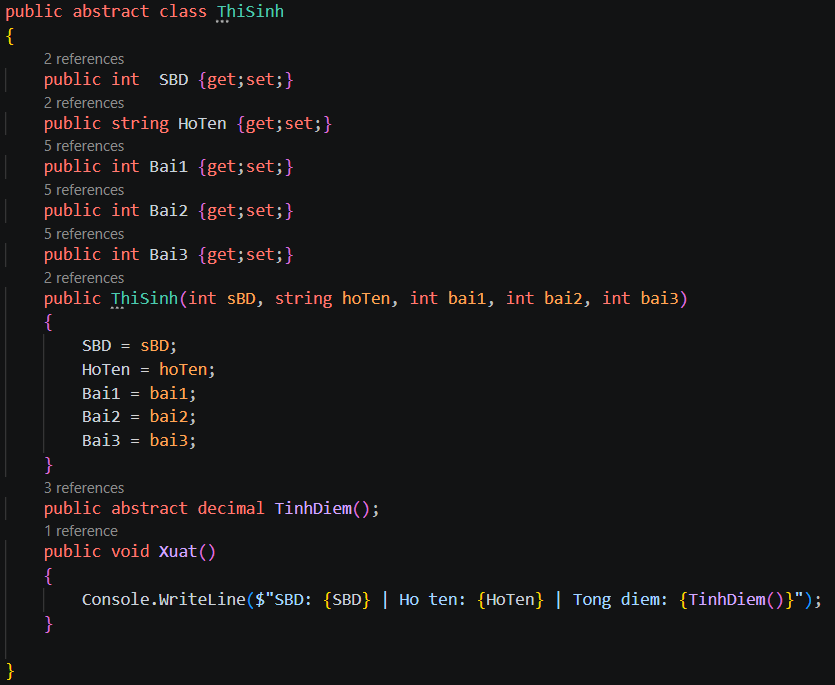 public abstract class ThiSinh
{
2 references
public int  SBD {get;set;}
2 references
public string HoTen {get;set;}
5 references
public int Bai1 {get;set;}
5 references
public int Bai2 {get;set;}
5 references
public int Bai3 {get;set;}
2 references
public ThiSinh(int sBD, string hoTen, int bai1, int bai2, int bai3)
{
SBD = sBD;
HoTen = hoTen;
Bai1 = bai1;
Bai2 = bai2;
Bai3 = bai3;
}
3 references
public abstract decimal TinhDiem();
1 reference
public void Xuat()
{
Console.WriteLine($"SBD: {SBD} | Ho ten: {HoTen} | Tong diem: {TinhDiem()}");
}
}